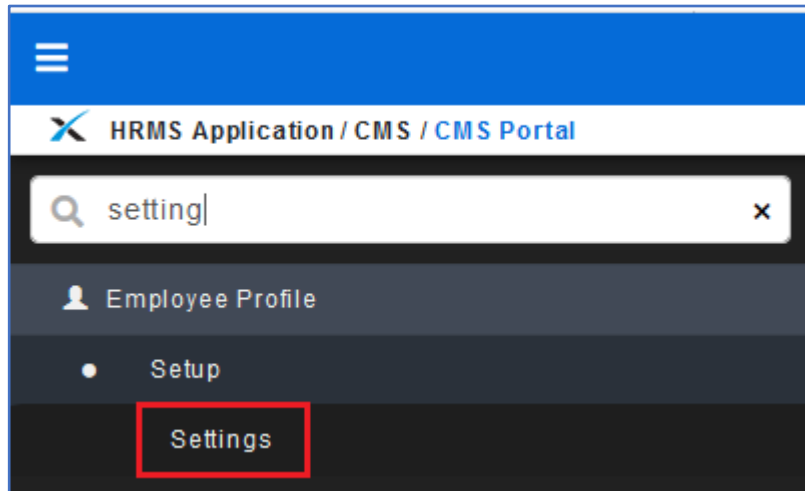 HRMS Application / CMS / CMS Portal
setting
Employee Profile
Setup
Settings